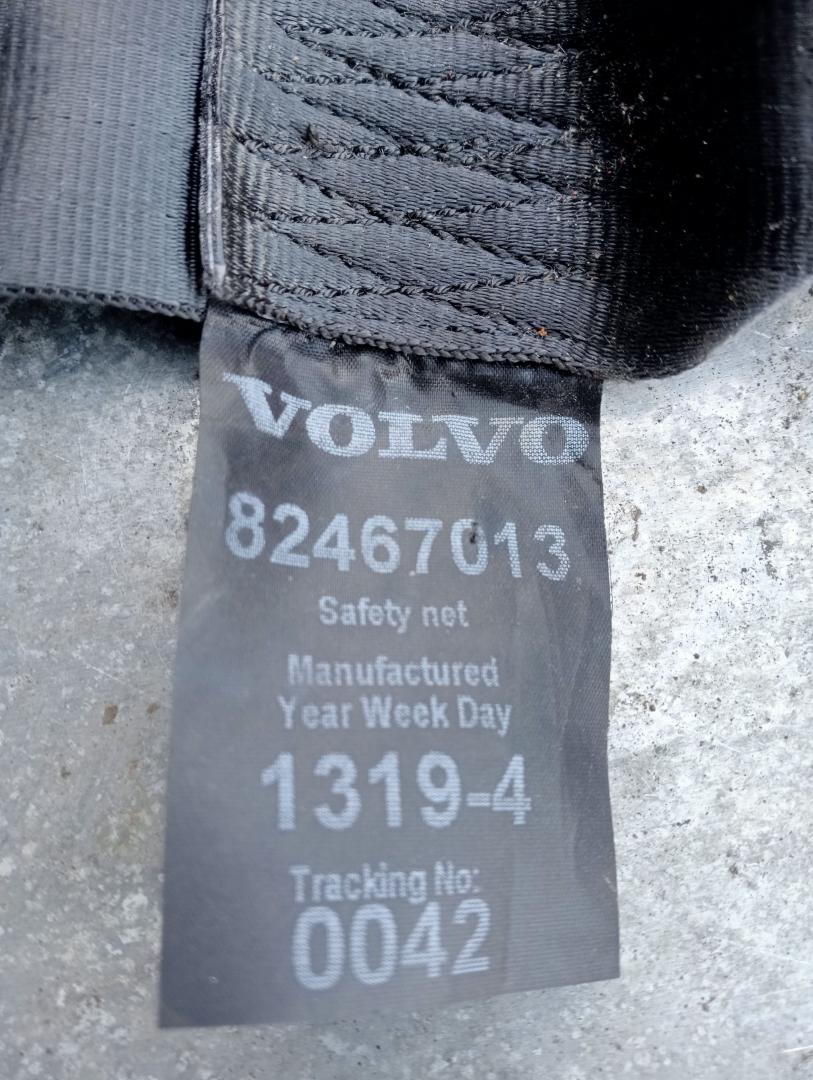 VOLVO
82467013
Safety net
Manufactured
Year Week Day
1319-4
Tracking No:
0042